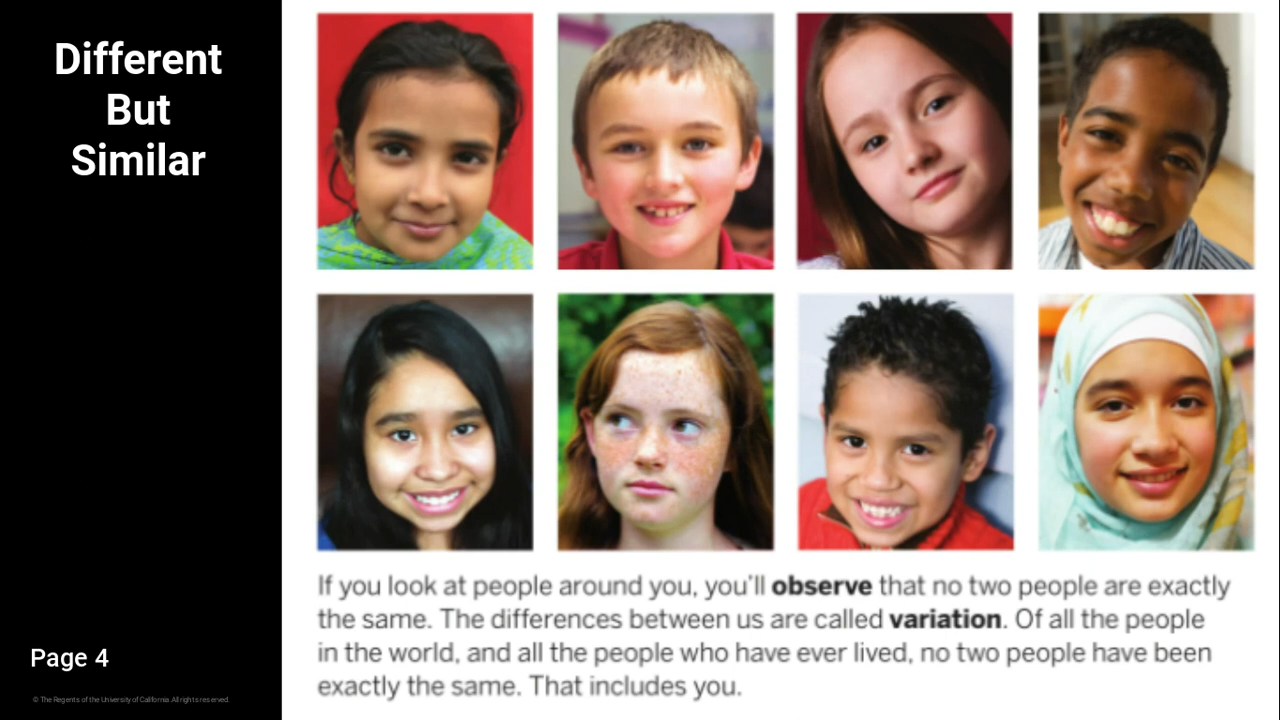 Different
But
Similar
If you look at people around you, you'll observe that no two people are exactly
the same. The differences between us are called variation. Of all the people
in the world, and all the people who have ever lived, no two people have been
exactly the same. That includes you.
Page 4
© The Regents of the University of California All rights reserved.